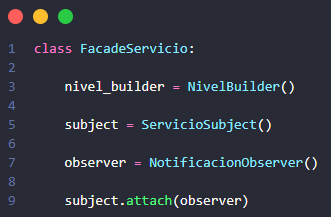 1 class FacadeServicio:
2
3     nivel_builder = NivelBuilder()
4
5     subject = ServicioSubject()
6
7     observer = NotificacionObserver()
8
9     subject.attach(observer)